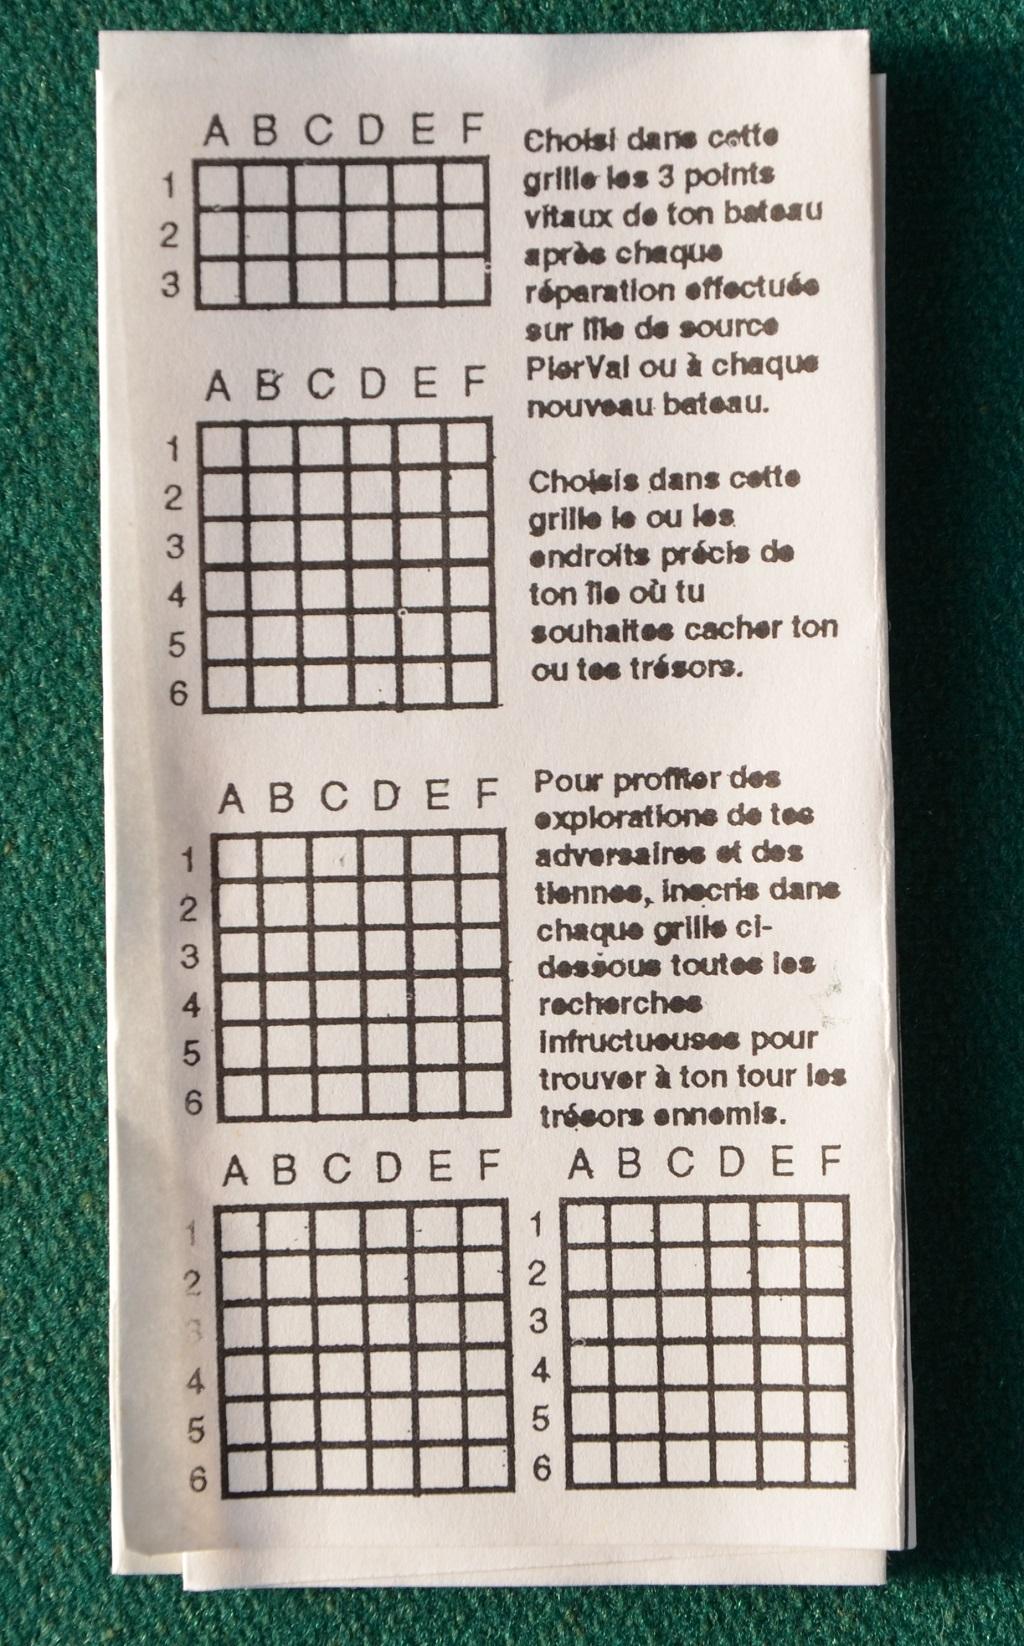 A B C D E F
1
2
3
Choisi dans cette
grille les 3 points
vitaux de ton bateau
après chaque
réparation effectuée
sur l'île de source
PierVal ou à chaque
nouveau bateau.
A B C D E F
1
2
3
4
5
6
Choisis dans cette
grille le ou les
endroits précis de
ton île où tu
souhaites cacher ton
ou tes trésors.
A B C D E F
1
2
3
4
5
6
Pour profiter des
explorations de tes
adversaires et des
tiennes, inscris dans
chaque grille ci-
dessous toutes les
recherches
infructueuses pour
trouver à ton tour les
trésors ennemis.
A B C D E F
1
2
3
4
5
6
A B C D E F
1
2
3
4
5
6